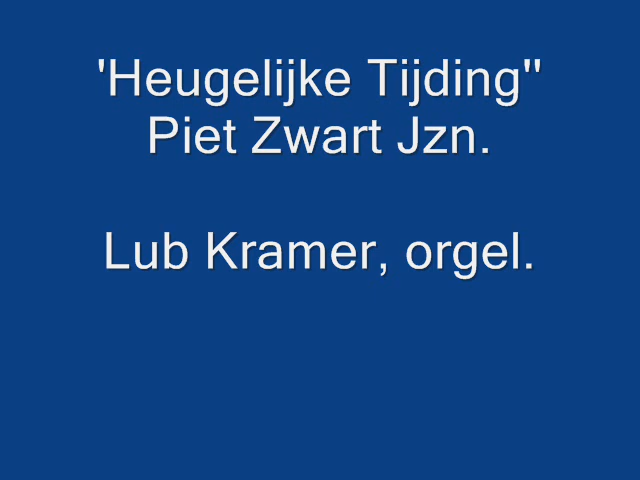 'Heugelijke Tijding"
Piet Zwart Jzn.
Lub Kramer, orgel.